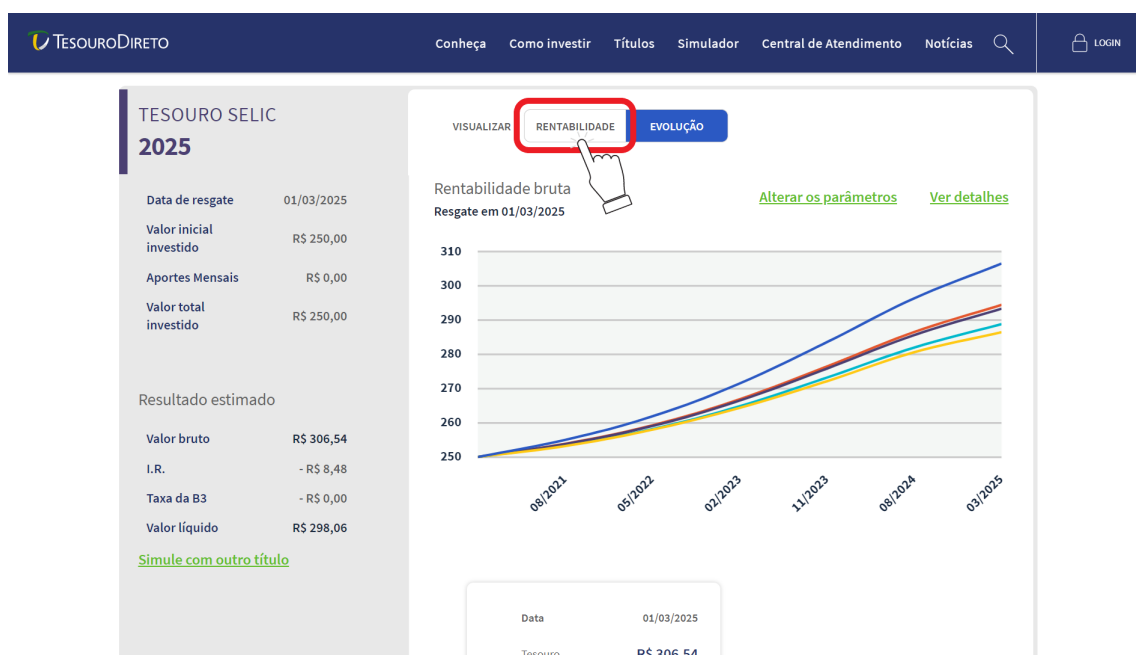 TESOURODIRETO
Conheça Como investir Títulos Simulador Central de Atendimento Notícias LOGIN
TESOURO SELIC
2025
Data de resgate 01/03/2025
Valor inicial
investido R$ 250,00
Aportes Mensais R$ 0,00
Valor total
investido R$ 250,00
Resultado estimado
Valor bruto R$ 306,54
I.R. - R$ 8,48
Taxa da B3 - R$ 0,00
Valor líquido R$ 298,06
Simule com outro título
VISUALIZAR RENTABILIDADE EVOLUÇÃO
Rentabilidade bruta
Resgate em 01/03/2025
Alterar os parâmetros Ver detalhes
310
300
290
280
270
260
250
08/2021 05/2022 02/2023 11/2023 08/2024 03/2025
Data 01/03/2025
Tesouro R$ 306,54